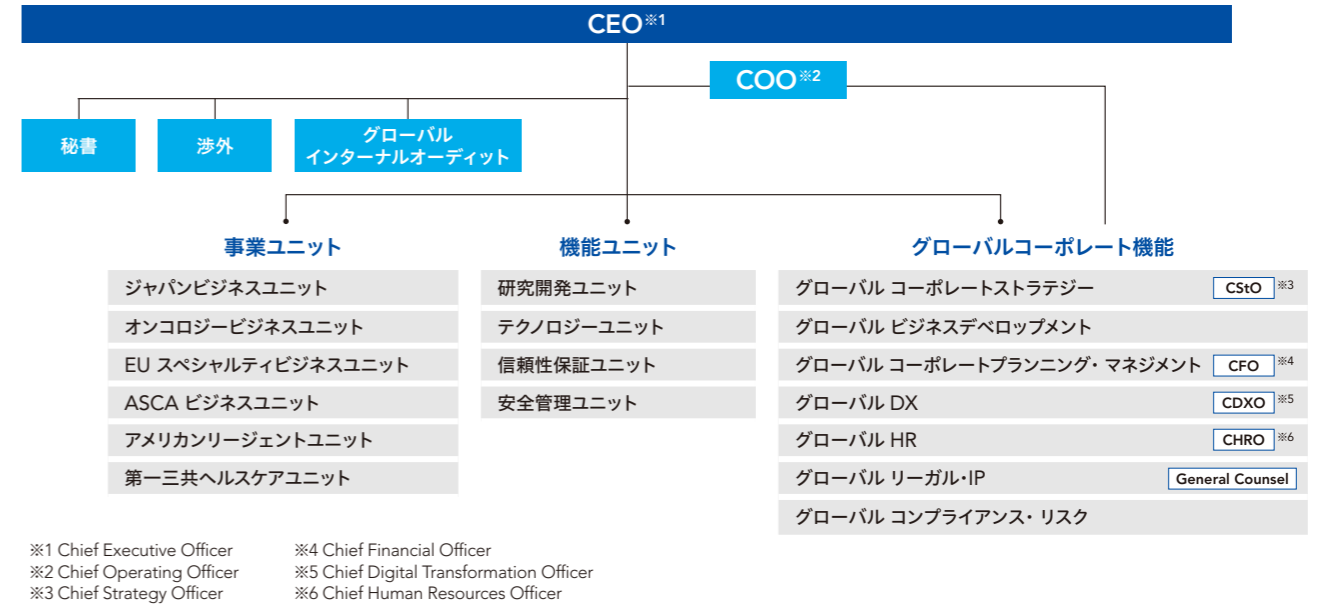 CEO※1
COO※2
秘書
渉外
グローバル
インターナルオーディット
事業ユニット
ジャパンビジネスユニット
オンコロジービジネスユニット
EU スペシャルティビジネスユニット
ASCA ビジネスユニット
アメリカンリージェントユニット
第一三共ヘルスケアユニット
機能ユニット
研究開発ユニット
テクノロジーユニット
信頼性保証ユニット
安全管理ユニット
グローバルコーポレート機能
グローバル コーポレートストラテジー CStO ※3
グローバル ビジネスデベロップメント
グローバル コーポレートプランニング・ マネジメント CFO ※4
グローバル DX CDXO ※5
グローバル HR CHRO ※6
グローバル リーガル・IP General Counsel
グローバル コンプライアンス・ リスク
※1 Chief Executive Officer
※2 Chief Operating Officer
※3 Chief Strategy Officer
※4 Chief Financial Officer
※5 Chief Digital Transformation Officer
※6 Chief Human Resources Officer